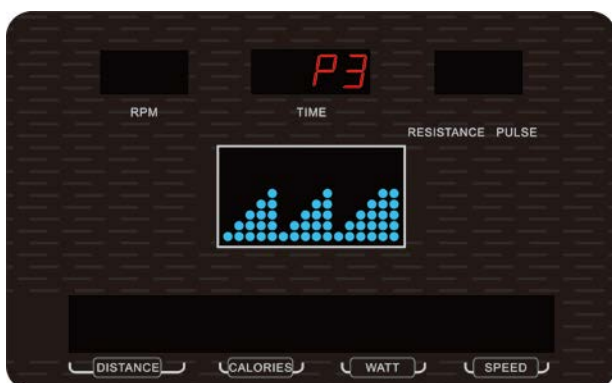 P3
RPM TIME
RESISTANCE PULSE
DISTANCE CALORIES WATT SPEED